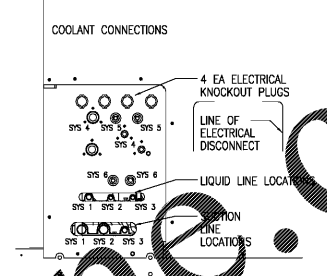 COOLANT CONNECTIONS
4 EA ELECTRICAL
KNOCKOUT PLUGS
SYS 4
SYS 5
SYS 5
SYS 4
LINE OF
ELECTRICAL
DISCONNECT
SYS 6
SYS 6
LIQUID LINE LOCATIONS
SYS 1
SYS 2
SYS 3
SUCTION
LINE
LOCATIONS
SYS 1
SYS 2
SYS 3